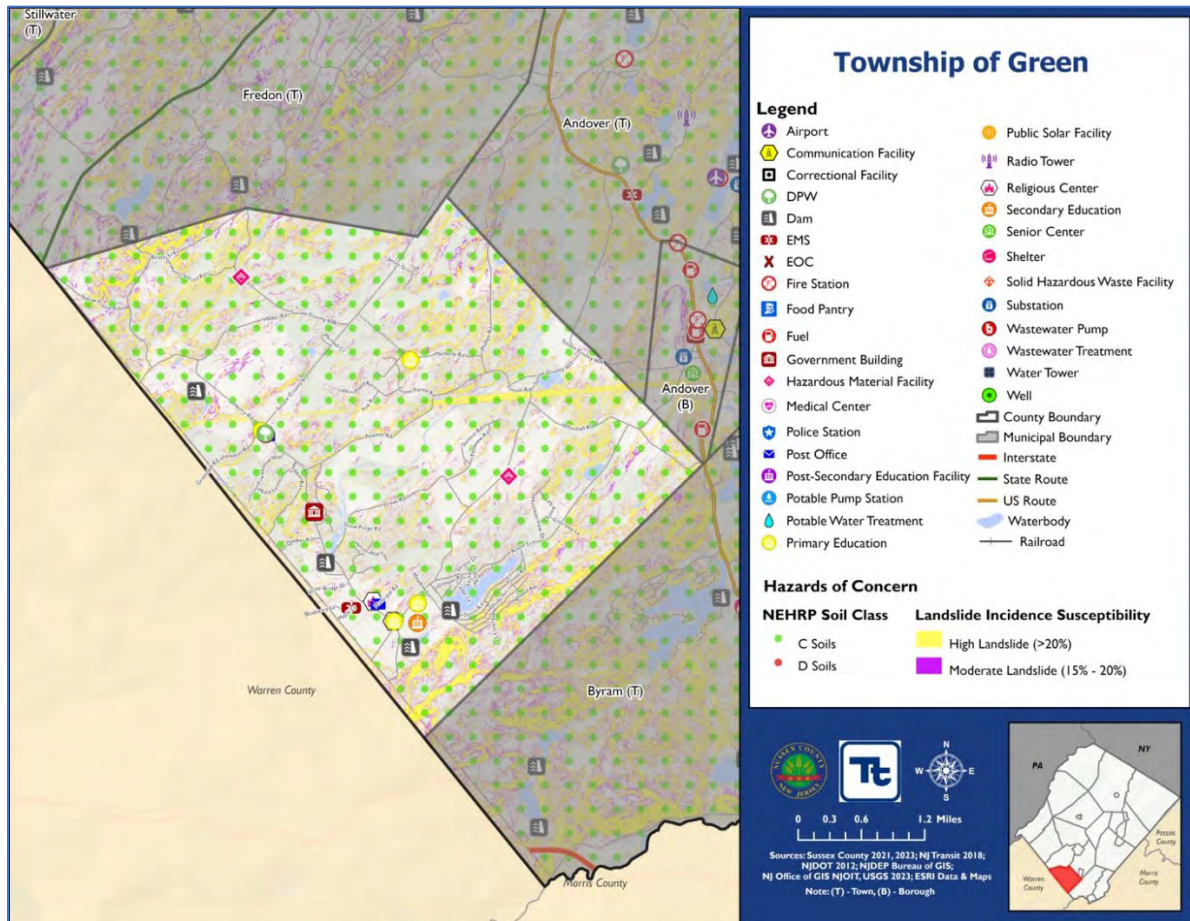 Stillwater
(T)
Fredon (T)
Andover (T)
Andover
(B)
Byram (T)
Warren County
Morris County
Township of Green
Legend
Airport
Communication Facility
Correctional Facility
DPW
Dam
EMS
EOC
Fire Station
Food Pantry
Fuel
Government Building
Hazardous Material Facility
Medical Center
Police Station
Post Office
Post-Secondary Education Facility
Potable Pump Station
Potable Water Treatment
Primary Education
Public Solar Facility
Radio Tower
Religious Center
Secondary Education
Senior Center
Shelter
Solid Hazardous Waste Facility
Substation
Wastewater Pump
Wastewater Treatment
Water Tower
Well
County Boundary
Municipal Boundary
Interstate
State Route
US Route
Waterbody
Railroad
Hazards of Concern
NEHRP Soil Class
C Soils
D Soils
Landslide Incidence Susceptibility
High Landslide (>20%)
Moderate Landslide (15% - 20%)
SUSSEX COUNTY
NEW JERSEY
Tt
N
W
E
S
0 0.3 0.6 1.2 Miles
Sources: Sussex County 2021, 2023; NJ Transit 2018;
NJDOT 2012; NJDEP Bureau of GIS;
NJ Office of GIS NJOIT, USGS 2023; ESRI Data & Maps
Note: (T) - Town, (B) - Borough
PA
NY
Passaic
County
Warren
County
Morris
County